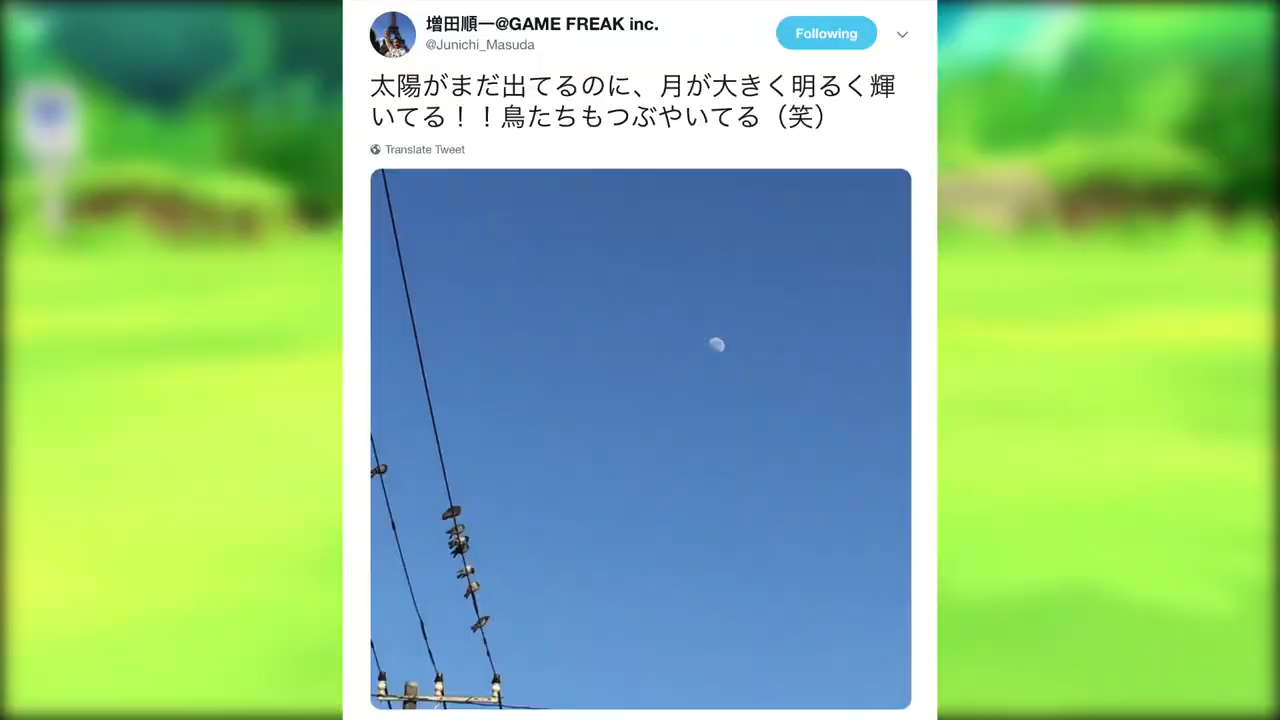 増田順一@GAME FREAK inc.
@Junichi_Masuda
Following
太陽がまだ出てるのに、月が大きく明るく輝
いてる！！鳥たちもつぶやいてる（笑）
Translate Tweet